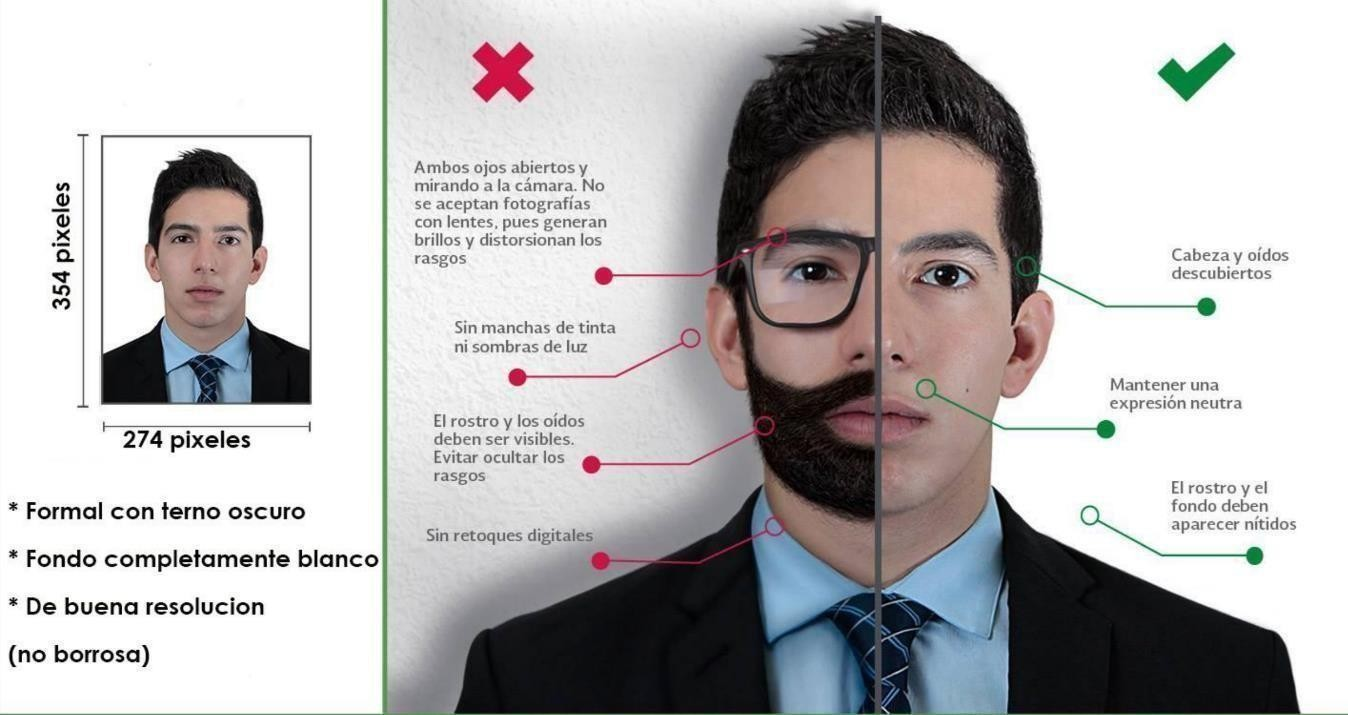 354 pixeles
274 pixeles
* Formal con terno oscuro
* Fondo completamente blanco
* De buena resolucion
(no borrosa)
Ambos ojos abiertos y
mirando a la cámara. No
se aceptan fotografías
con lentes, pues generan
brillos y distorsionan los
rasgos
Sin manchas de tinta
ni sombras de luz
El rostro y los oídos
deben ser visibles.
Evitar ocultar los
rasgos
Sin retoques digitales
Cabeza y oídos
descubiertos
Mantener una
expresión neutra
El rostro y el
fondo deben
aparecer nítidos